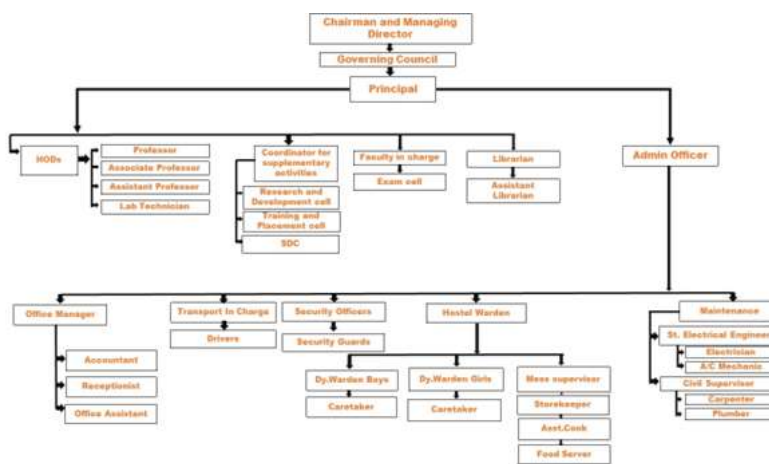 Chairman and Managing
Director
Governing Council
Principal
HODs
Professor
Associate Professor
Assistant Professor
Lab Technician
Coordinator for
supplementary
activities
Research and
Development cell
Training and
Placement cell
SDC
Faculty in charge
Exam cell
Librarian
Assistant
Librarian
Admin Officer
Office Manager
Accountant
Receptionist
Office Assistant
Transport In Charge
Drivers
Security Officers
Security Guards
Hostel Warden
Dy.Warden Boys
Caretaker
Dy.Warden Girls
Caretaker
Mess supervisor
Storekeeper
Asst.Cook
Food Server
Maintenance
St. Electrical Engineer
Electrician
A/C Mechanic
Civil Supervisor
Carpenter
Plumber